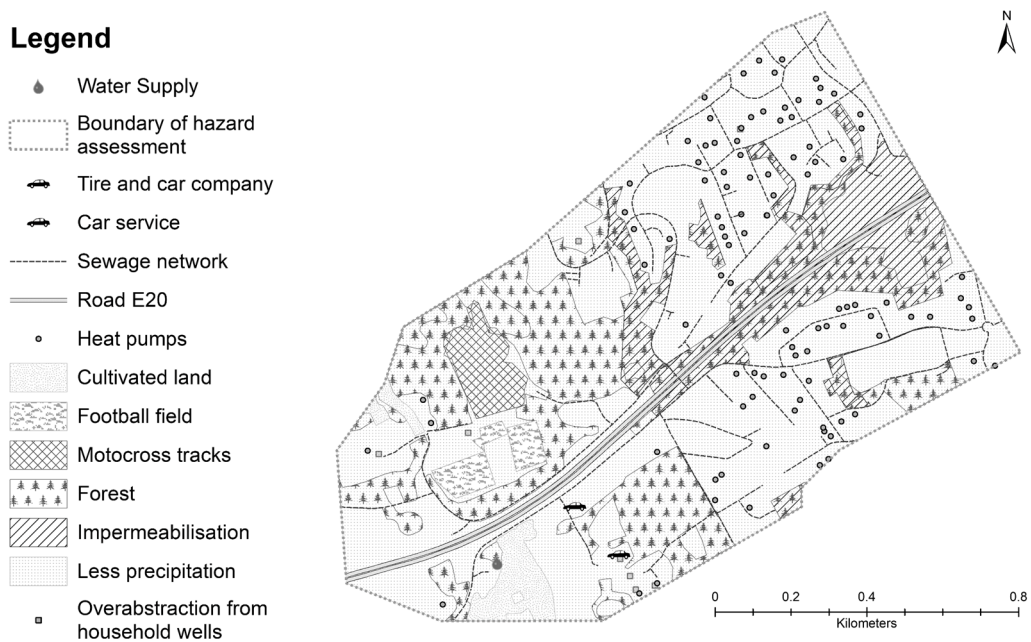 Legend
Water Supply
Boundary of hazard
assessment
Tire and car company
Car service
Sewage network
Road E20
Heat pumps
Cultivated land
Football field
Motocross tracks
Forest
Impermeabilisation
Less precipitation
Overabstraction from
household wells
N
0 0.2 0.4 0.6 0.8
Kilometers